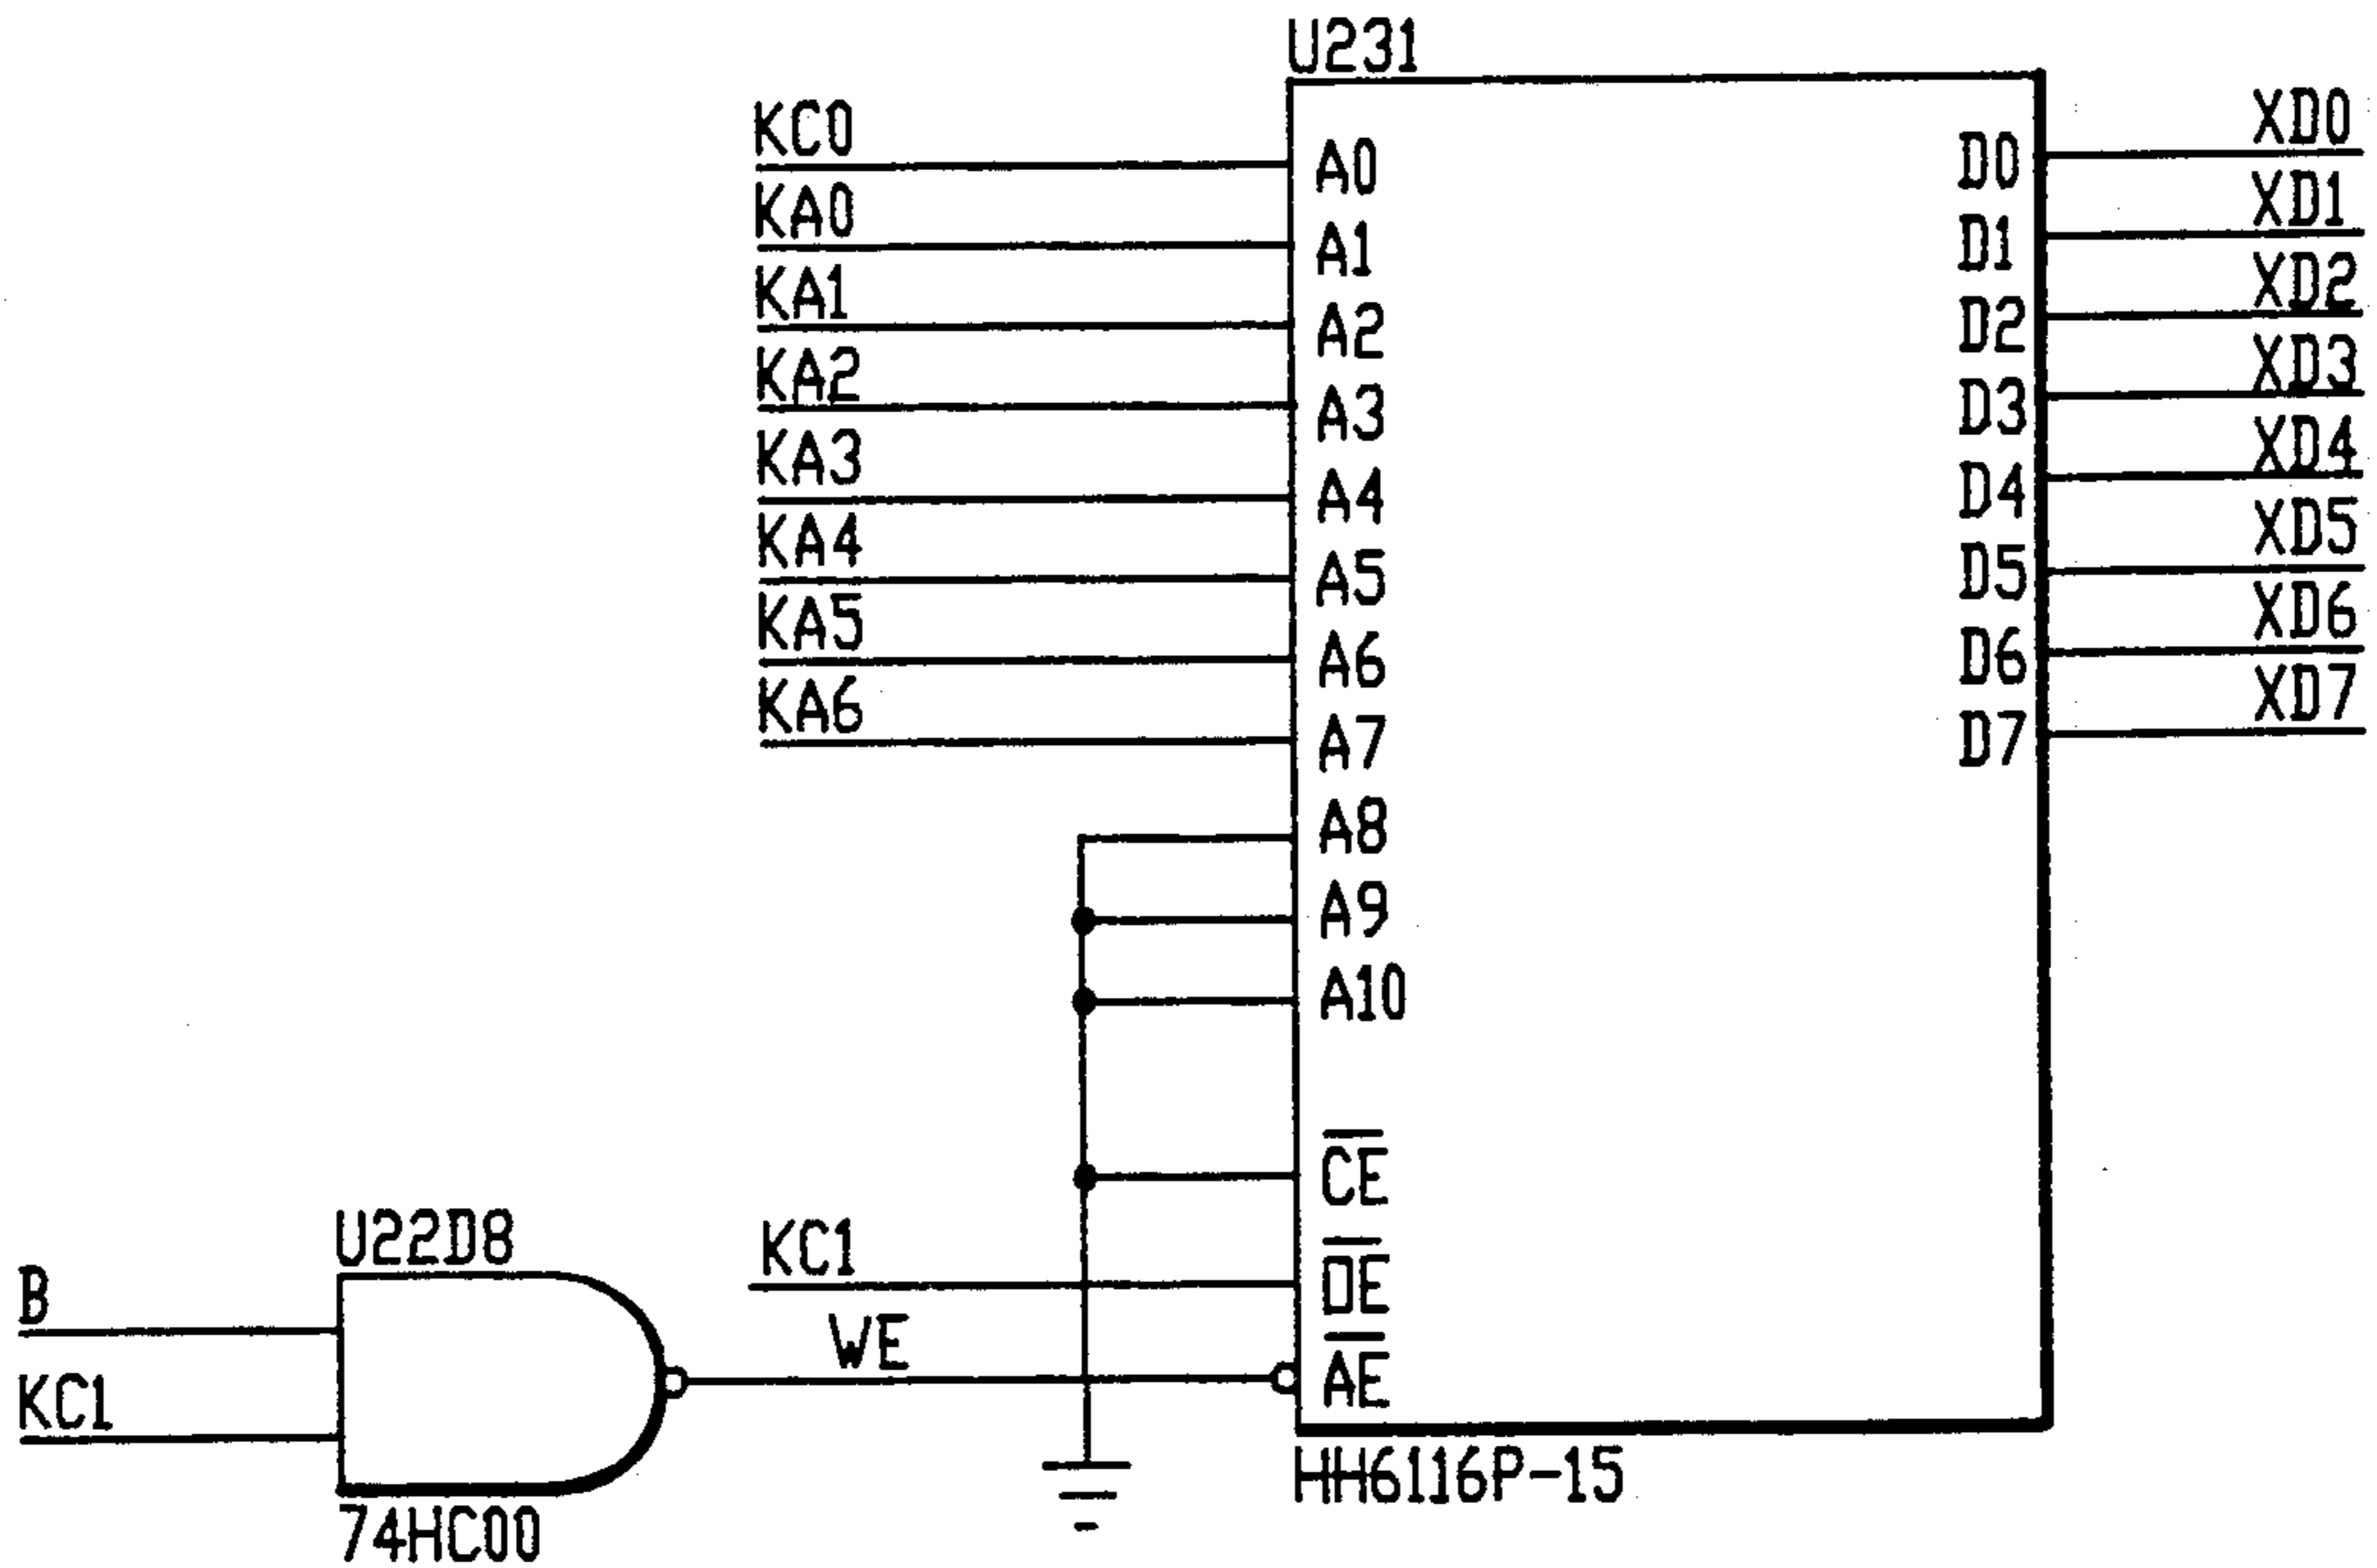 U231
KC0
KA0
KA1
KA2
KA3
KA4
KA5
KA6
A0
A1
A2
A3
A4
A5
A6
A7
A8
A9
A10
CE
OE
AE
D0
D1
D2
D3
D4
D5
D6
D7
XD0
XD1
XD2
XD3
XD4
XD5
XD6
XD7
KC1
WE
U22D8
B
KC1
74HC00
HH6116P-15